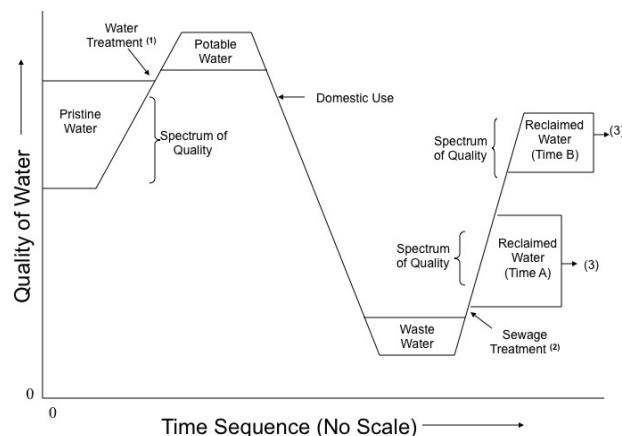 Water
Treatment (1)
Potable
Water
Pristine
Water
Spectrum of
Quality
Domestic Use
Spectrum
of Quality
Reclaimed
Water
(Time B)
(3)
Spectrum
of Quality
Reclaimed
Water
(Time A)
(3)
Waste
Water
Sewage
Treatment (2)
Quality of Water
0
0
Time Sequence (No Scale)